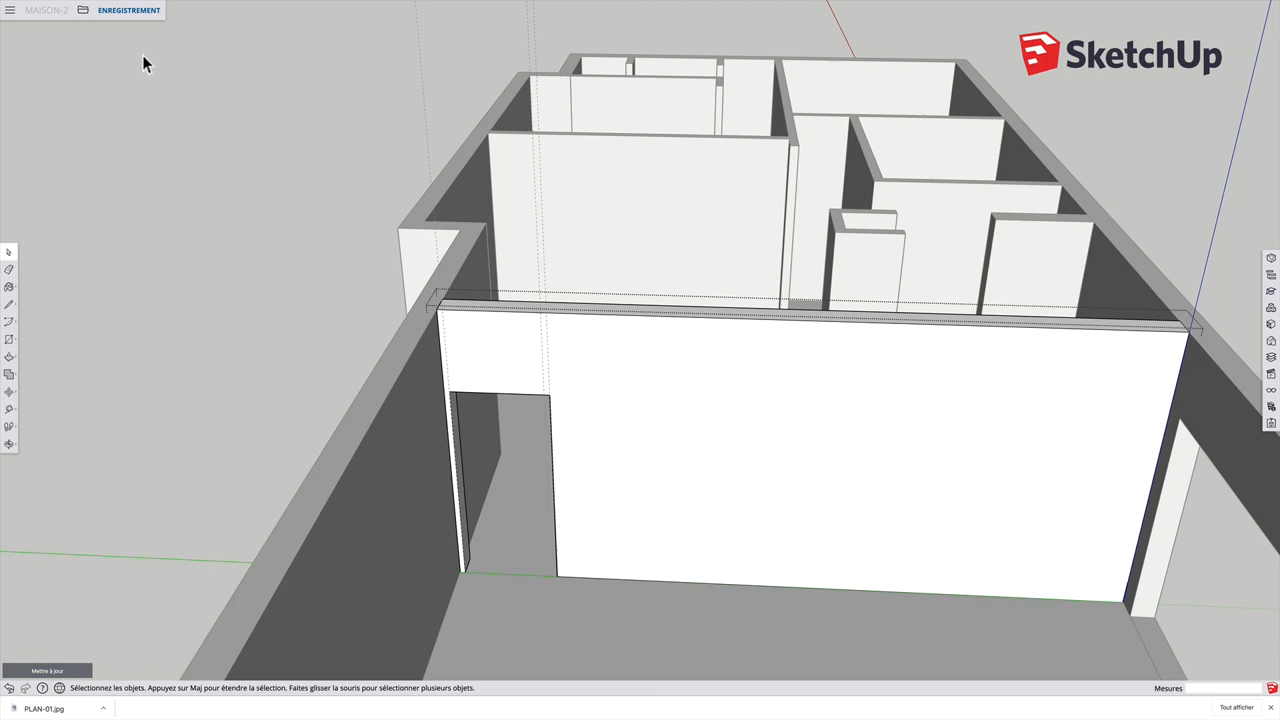 MAISON-2
ENREGISTREMENT
SketchUp
Mettre à jour
Sélectionnez les objets. Appuyez sur Maj pour étendre la sélection. Faites glisser la souris pour sélectionner plusieurs objets.
Mesures
PLAN-01.jpg
Tout afficher